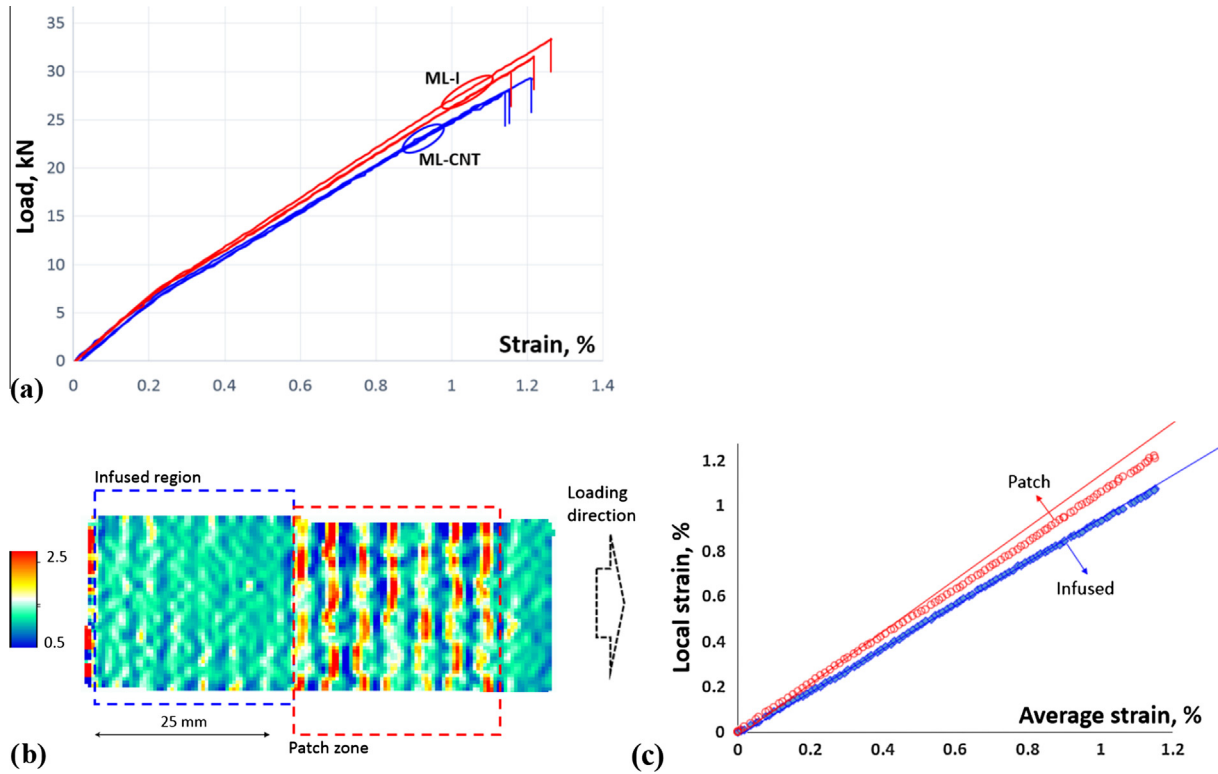 35
30
25
20
15
10
5
0
Load, kN
ML-I
ML-CNT
Strain, %
0
0.2
0.4
0.6
0.8
1
1.2
1.4
(a)
Infused region
Loading
direction
2.5
0.5
25 mm
Patch zone
(b)
1.2
1
0.8
0.6
0.4
0.2
0
Local strain, %
Patch
Infused
Average strain, %
0
0.2
0.4
0.6
0.8
1
1.2
(c)